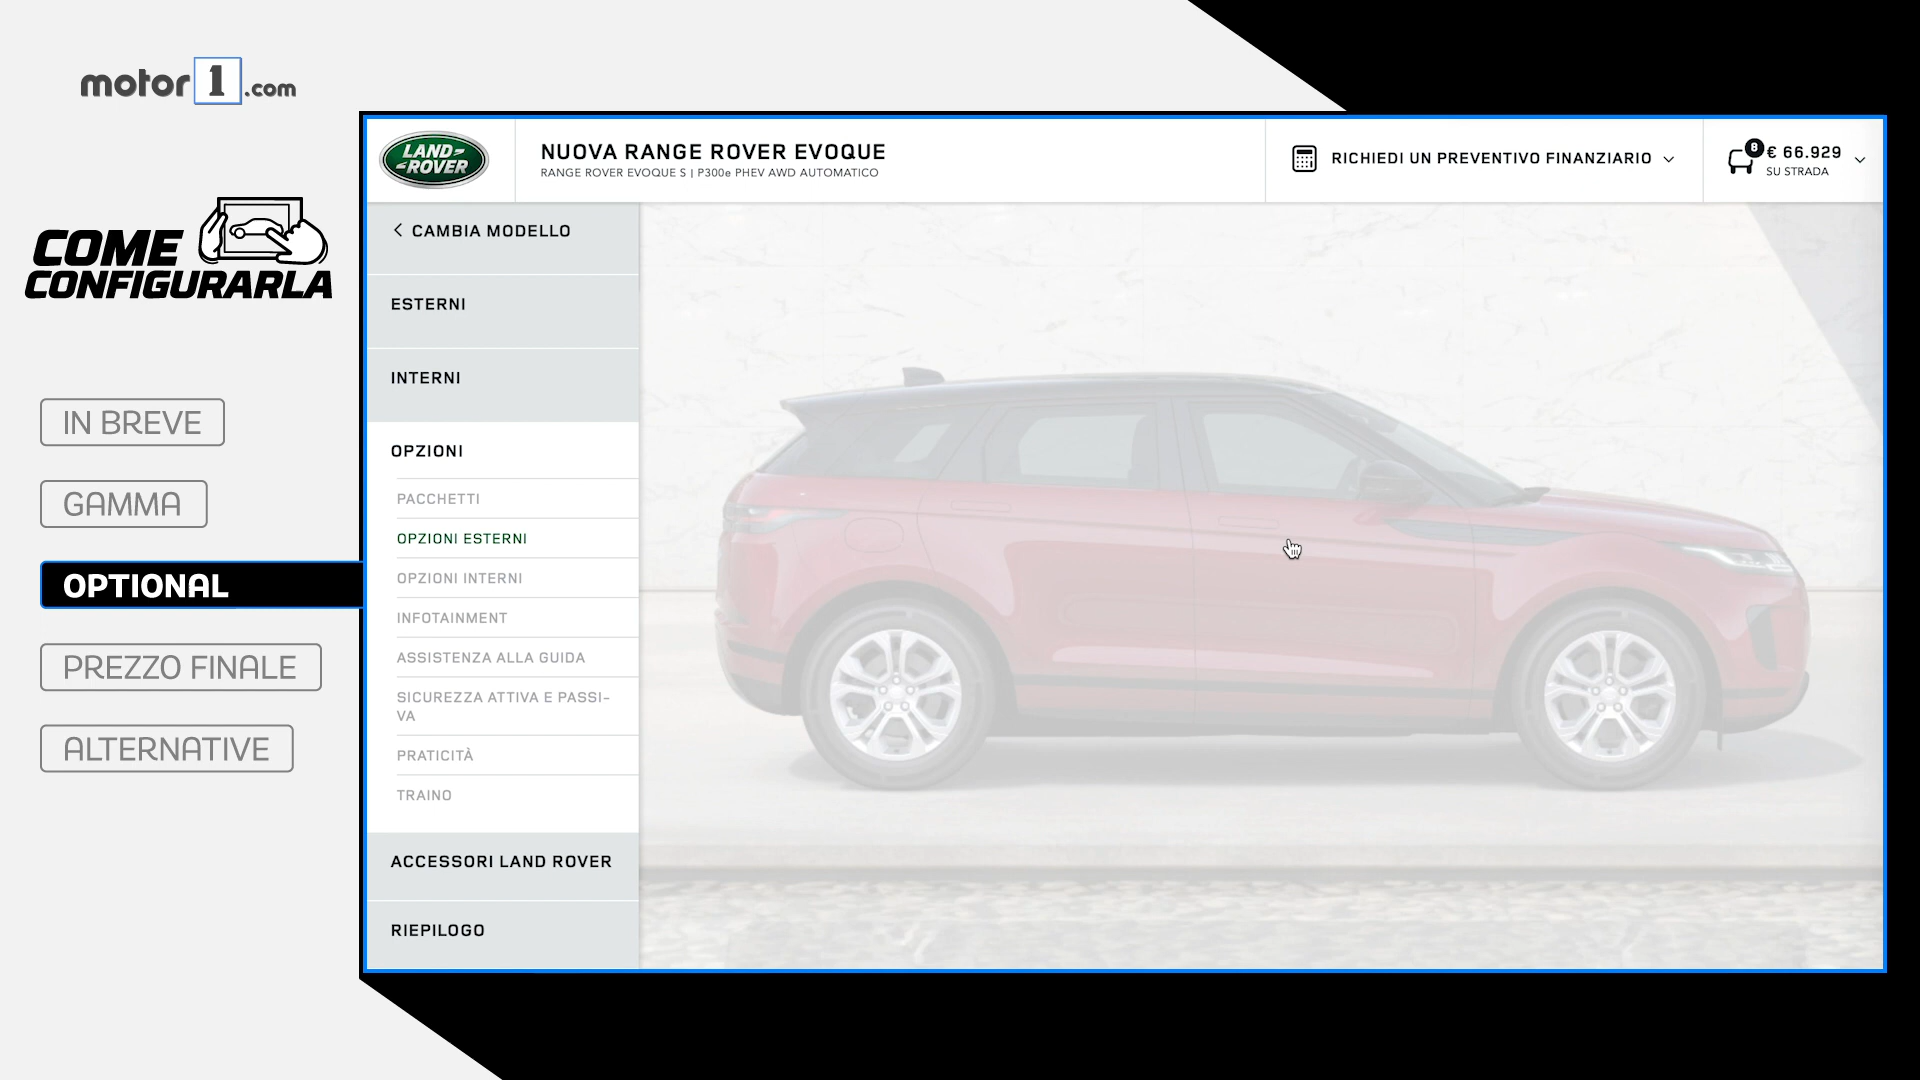 motor1.com
COME
CONFIGURARLA
IN BREVE
GAMMA
OPTIONAL
PREZZO FINALE
ALTERNATIVE
LAND
ROVER
NUOVA RANGE ROVER EVOQUE
RANGE ROVER EVOQUE S | P300e PHEV AWD AUTOMATICO
RICHIEDI UN PREVENTIVO FINANZIARIO
8
€ 66.929
SU STRADA
CAMBIA MODELLO
ESTERNI
INTERNI
OPZIONI
PACCHETTI
OPZIONI ESTERNI
OPZIONI INTERNI
INFOTAINMENT
ASSISTENZA ALLA GUIDA
SICUREZZA ATTIVA E PASSI-
VA
PRATICITÀ
TRAINO
ACCESSORI LAND ROVER
RIEPILOGO